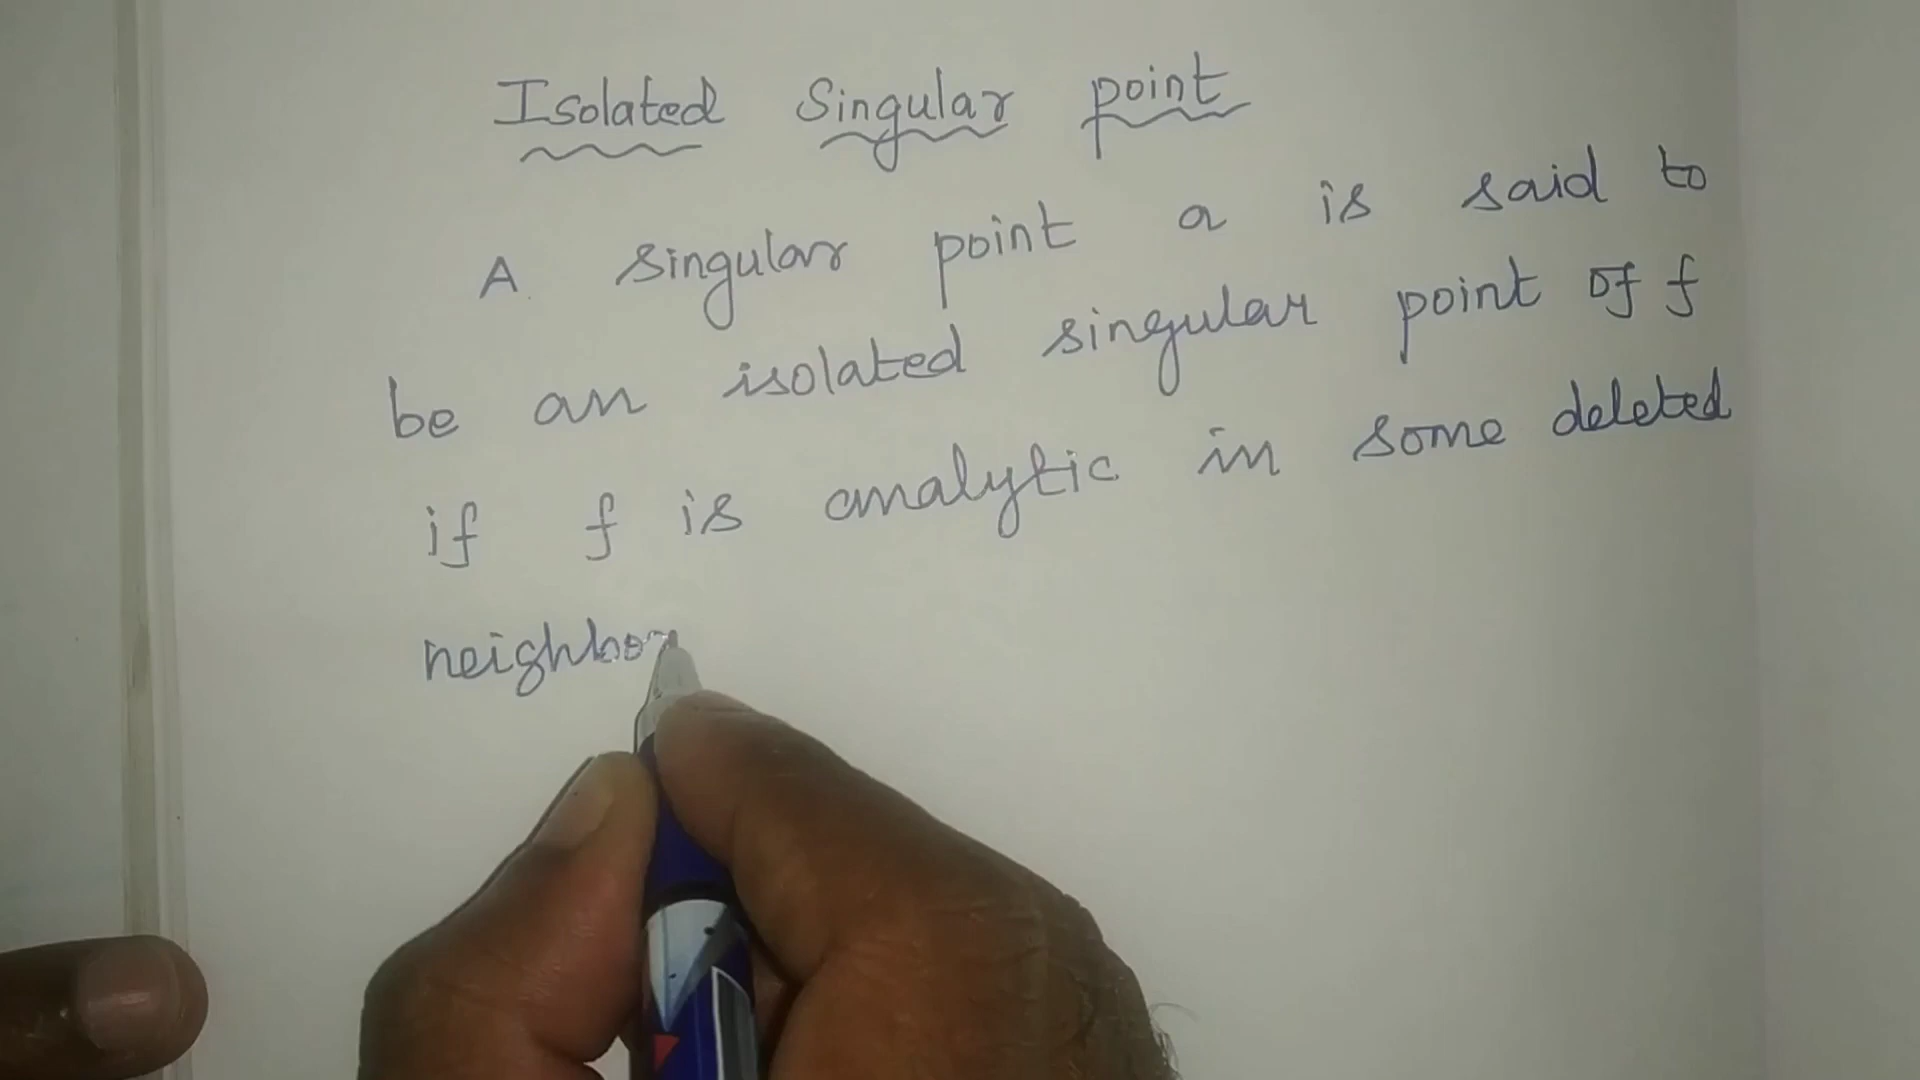 Isolated Singular point
A singular point a is said to
be an isolated singular point of f
if f is analytic in some deleted
neighbor